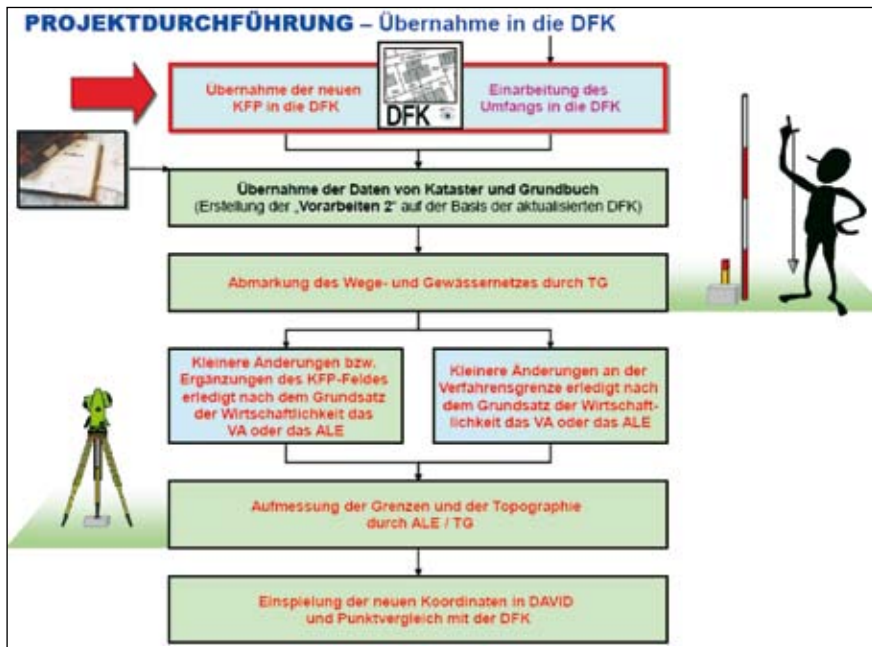 PROJEKTDURCHFÜHRUNG – Übernahme in die DFK
Übernahme der neuen
KFP in die DFK
DFK
Einarbeitung des
Umfangs in die DFK
Übernahme der Daten von Kataster und Grundbuch
(Erstellung der „Vorarbeiten 2“ auf der Basis der aktualisierten DFK)
Abmarkung des Wege- und Gewässernetzes durch TG
Kleinere Änderungen bzw.
Ergänzungen des KFP-Feldes
erledigt nach dem Grundsatz
der Wirtschaftlichkeit das
VA oder das ALE
Kleinere Änderungen an der
Verfahrensgrenze erledigt nach
dem Grundsatz der Wirtschaft-
lichkeit das VA oder das ALE
Aufmessung der Grenzen und der Topographie
durch ALE / TG
Einspielung der neuen Koordinaten in DAVID
und Punktvergleich mit der DFK